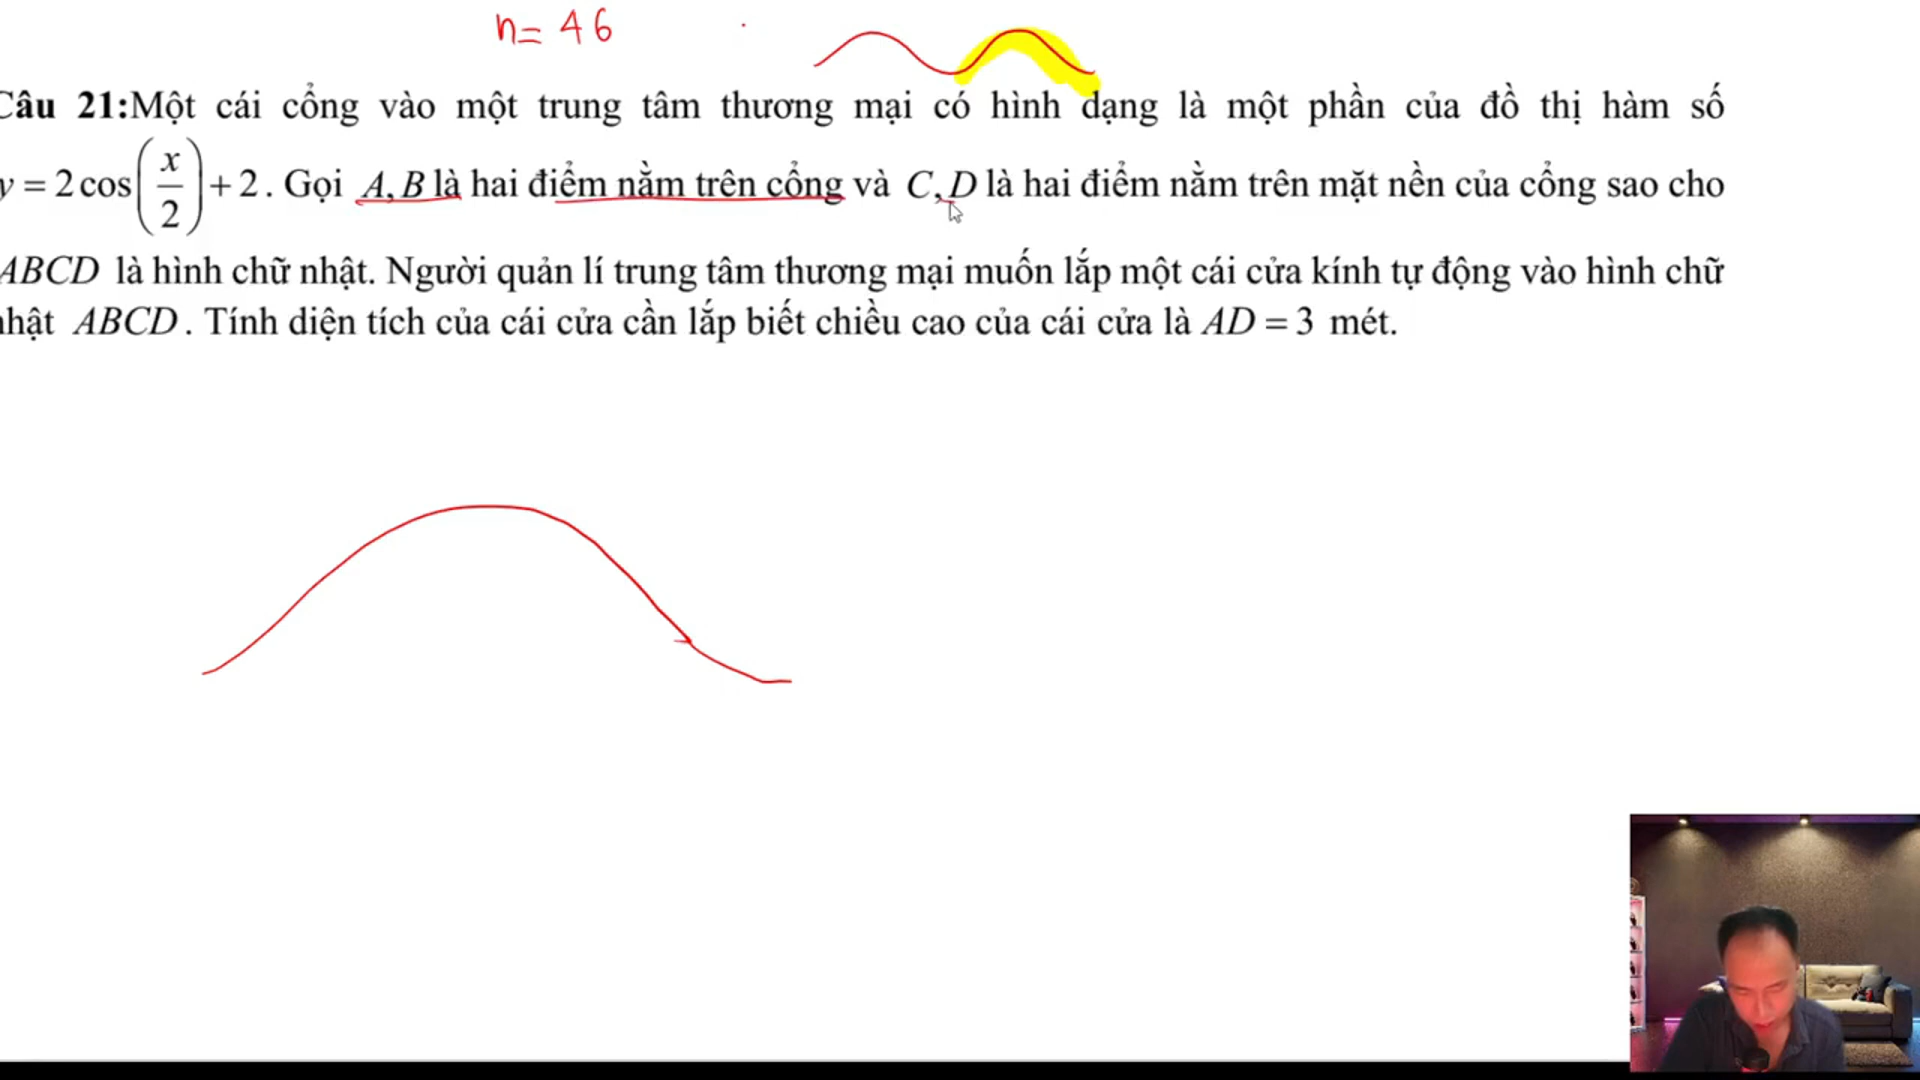 n = 46
Câu 21:Một cái cổng vào một trung tâm thương mại có hình dạng là một phần của đồ thị hàm số
y = 2 cos(x/2) + 2. Gọi A, B là hai điểm nằm trên cổng và C, D là hai điểm nằm trên mặt nền của cổng sao cho
ABCD là hình chữ nhật. Người quản lí trung tâm thương mại muốn lắp một cái cửa kính tự động vào hình chữ
nhật ABCD. Tính diện tích của cái cửa cần lắp biết chiều cao của cái cửa là AD = 3 mét.